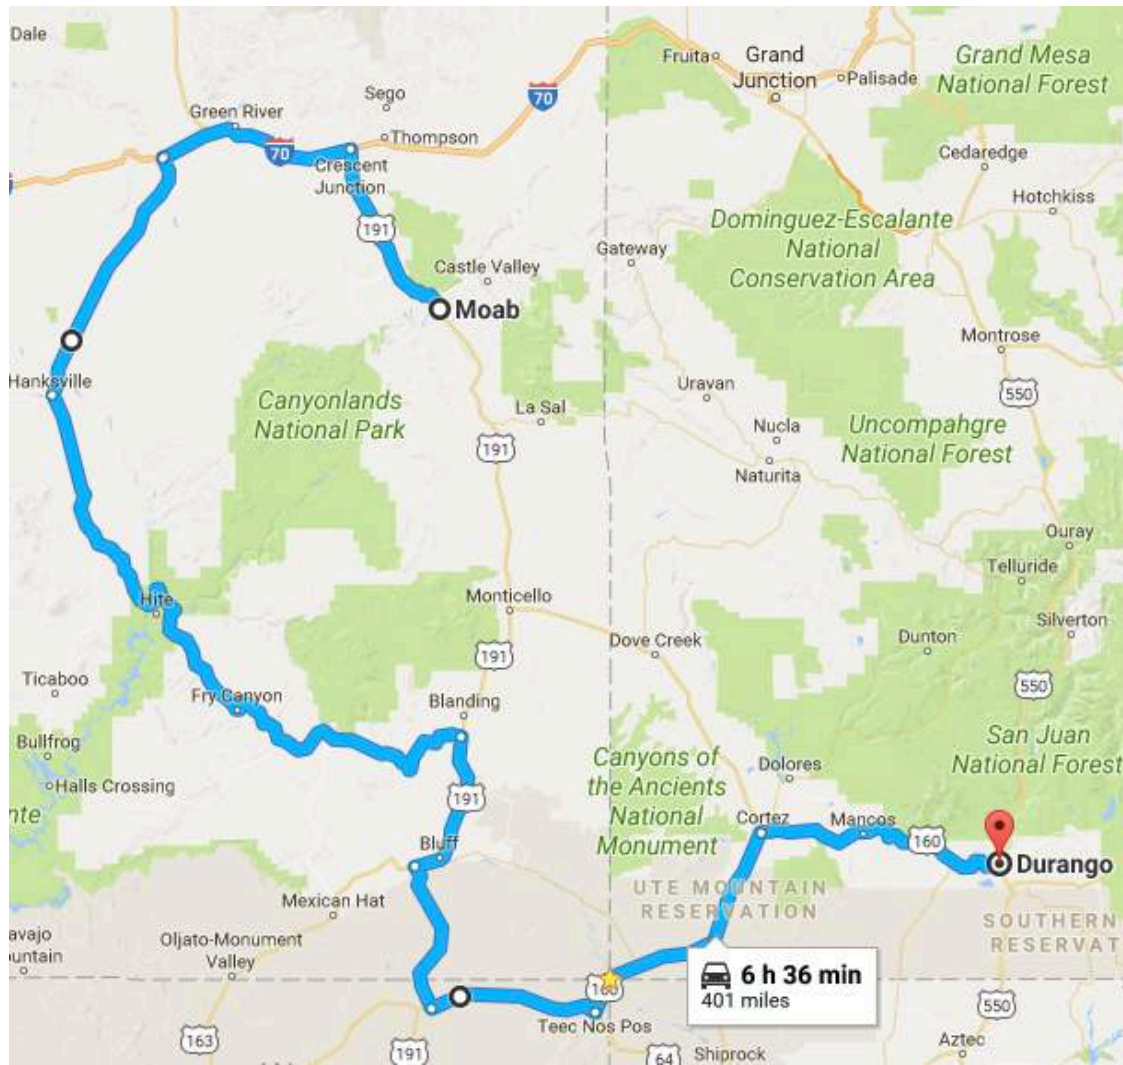 Dale
Fruita
Grand
Junction
Palisade
Grand Mesa
National Forest
70
Sego
Green River
Thompson
70
Crescent
Junction
Cedaredge
Hotchkiss
Dominguez-Escalante
National
Conservation Area
191
Gateway
Castle Valley
Moab
Montrose
Hanksville
Uravan
550
Canyonlands
National Park
La Sal
Nucla
Uncompahgre
National Forest
191
Naturita
Ouray
Telluride
Hite
Monticello
Silverton
Dunton
Dove Creek
191
Ticaboo
Fry Canyon
550
Blanding
Bullfrog
San Juan
National Forest
Canyons of
the Ancients
National
Monument
Dolores
Halls Crossing
191
nte
Cortez
Mancos
160
Bluff
Durango
UTE MOUNTAIN
RESERVATION
Mexican Hat
SOUTHERN
RESERVAT
avajo
ountain
Oljato-Monument
Valley
6 h 36 min
401 miles
160
550
Teec Nos Pos
163
191
64
Shiprock
Aztec